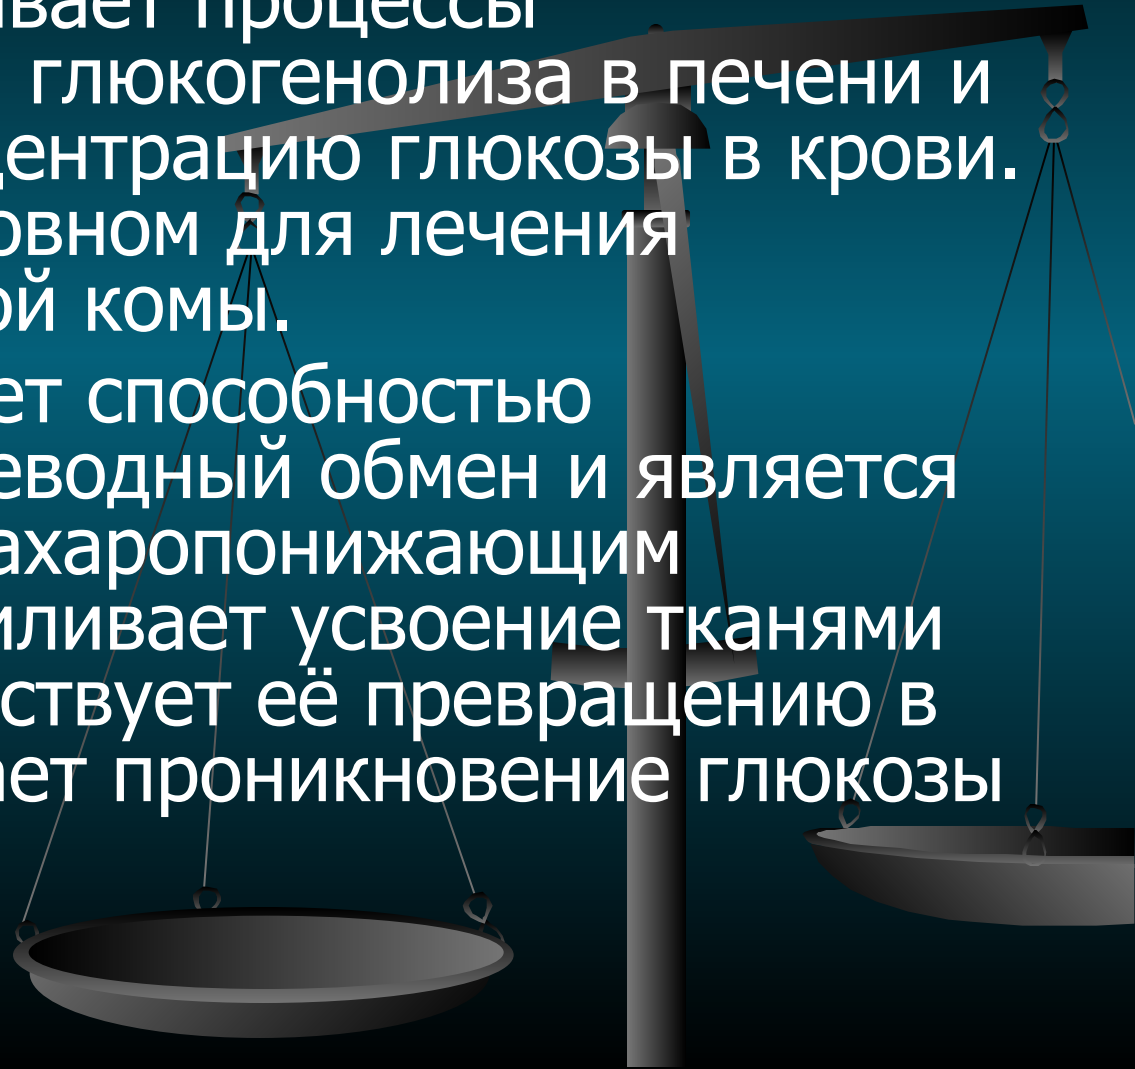 ивает процессы
глюкогенолиза в печени и
центрацию глюкозы в крови.
овном для лечения
ой комы.
ет способностью
еводный обмен и является
ахаропонижающим
иливает усвоение тканями
ствует её превращению в
ает проникновение глюкозы